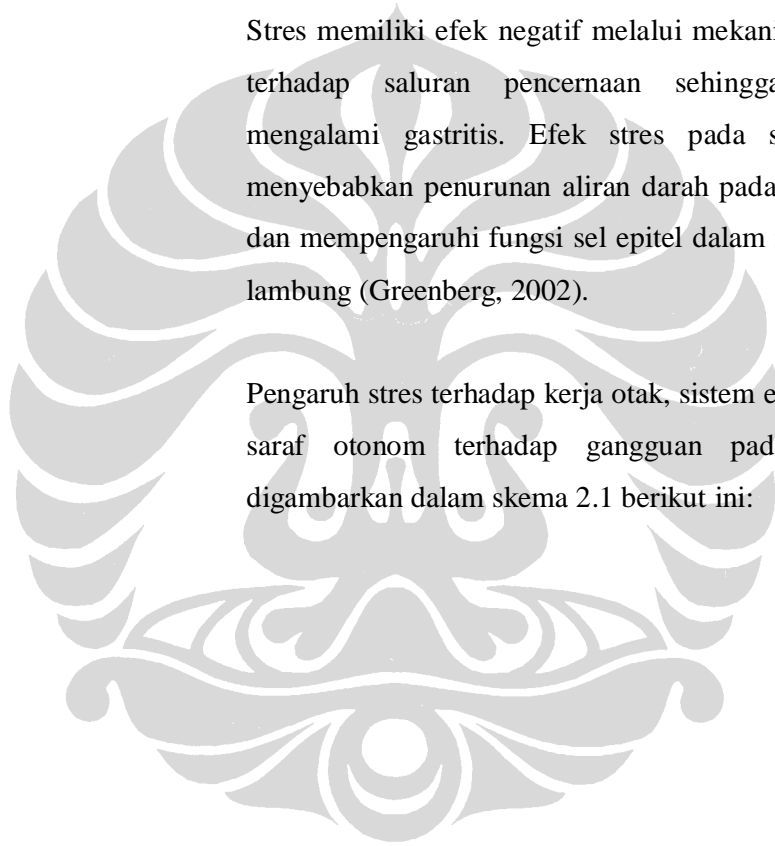 Stres memiliki efek negatif melalui mekani
terhadap saluran pencernaan sehingga
mengalami gastritis. Efek stres pada s
menyebabkan penurunan aliran darah pada
dan mempengaruhi fungsi sel epitel dalam
lambung (Greenberg, 2002).
Pengaruh stres terhadap kerja otak, sistem e
saraf otonom terhadap gangguan pad
digambarkan dalam skema 2.1 berikut ini: